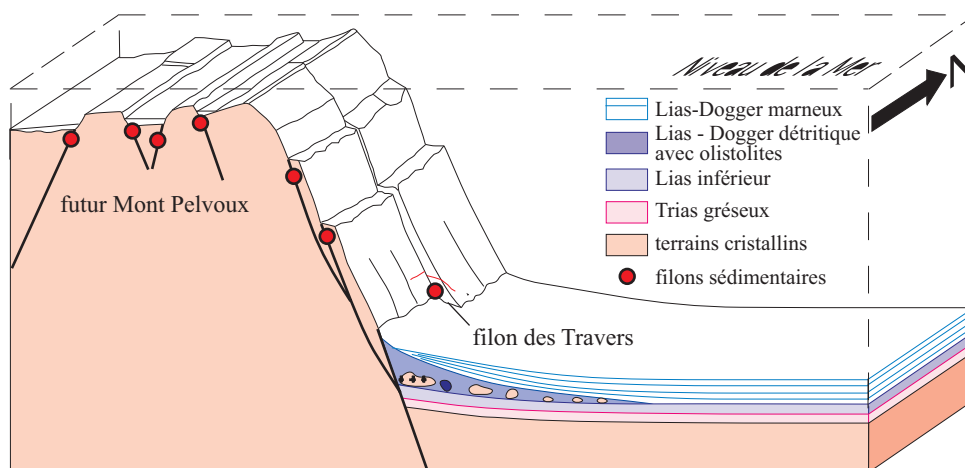 Niveau de la Mer
N
Lias-Dogger marneux
Lias - Dogger détritique
avec olistolites
Lias inférieur
Trias gréseux
terrains cristallins
filons sédimentaires
futur Mont Pelvoux
filon des Travers